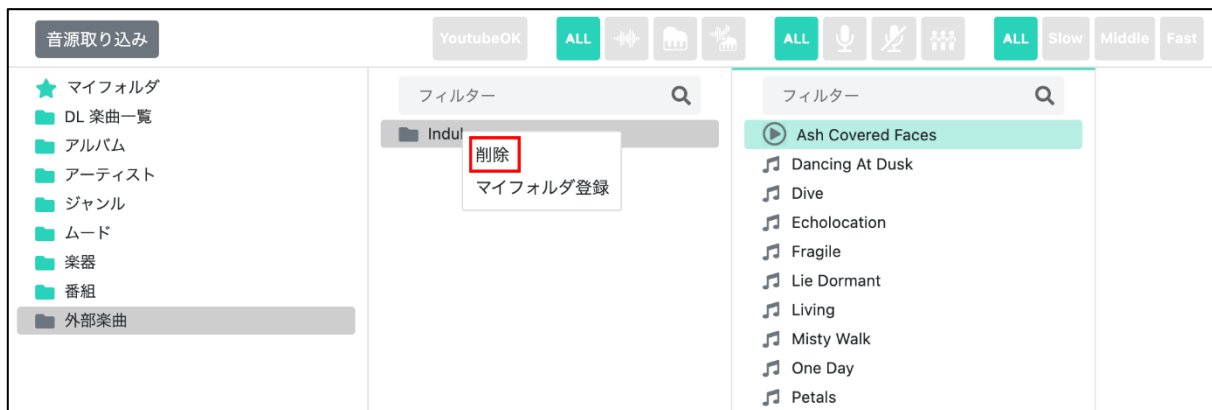 音源取り込み
YoutubeOK ALL ALL ALL Slow Middle Fast
マイフォルダ
DL 楽曲一覧
アルバム
アーティスト
ジャンル
ムード
楽器
番組
外部楽曲
フィルター
削除
マイフォルダ登録
フィルター
Ash Covered Faces
Dancing At Dusk
Dive
Echolocation
Fragile
Lie Dormant
Living
Misty Walk
One Day
Petals